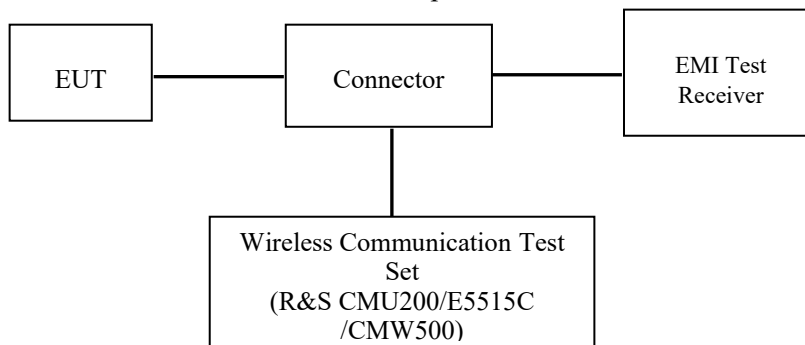 EUT
Connector
EMI Test
Receiver
Wireless Communication Test
Set
(R&S CMU200/E5515C
/CMW500)